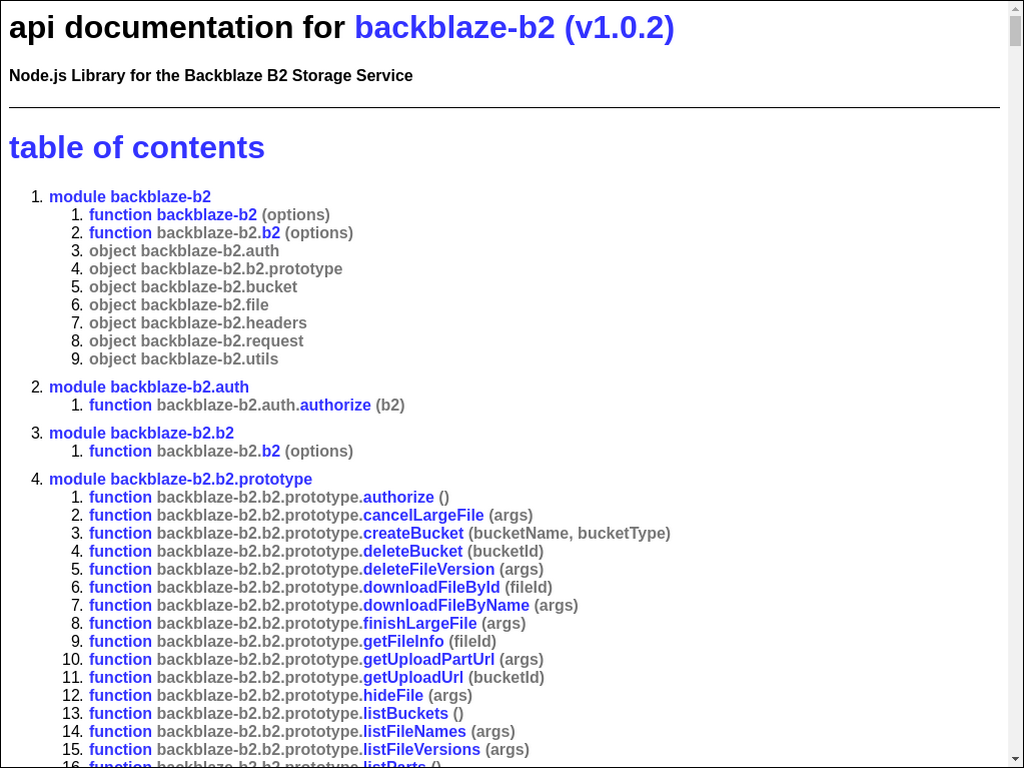 api documentation for backblaze-b2 (v1.0.2)
Node.js Library for the Backblaze B2 Storage Service
table of contents
1. module backblaze-b2
1. function backblaze-b2 (options)
2. function backblaze-b2.b2 (options)
3. object backblaze-b2.auth
4. object backblaze-b2.b2.prototype
5. object backblaze-b2.bucket
6. object backblaze-b2.file
7. object backblaze-b2.headers
8. object backblaze-b2.request
9. object backblaze-b2.utils
2. module backblaze-b2.auth
1. function backblaze-b2.auth.authorize (b2)
3. module backblaze-b2.b2
1. function backblaze-b2.b2 (options)
4. module backblaze-b2.b2.prototype
1. function backblaze-b2.b2.prototype.authorize ()
2. function backblaze-b2.b2.prototype.cancelLargeFile (args)
3. function backblaze-b2.b2.prototype.createBucket (bucketName, bucketType)
4. function backblaze-b2.b2.prototype.deleteBucket (bucketId)
5. function backblaze-b2.b2.prototype.deleteFileVersion (args)
6. function backblaze-b2.b2.prototype.downloadFileById (fileId)
7. function backblaze-b2.b2.prototype.downloadFileByName (args)
8. function backblaze-b2.b2.prototype.finishLargeFile (args)
9. function backblaze-b2.b2.prototype.getFileInfo (fileId)
10. function backblaze-b2.b2.prototype.getUploadPartUrl (args)
11. function backblaze-b2.b2.prototype.getUploadUrl (bucketId)
12. function backblaze-b2.b2.prototype.hideFile (args)
13. function backblaze-b2.b2.prototype.listBuckets ()
14. function backblaze-b2.b2.prototype.listFileNames (args)
15. function backblaze-b2.b2.prototype.listFileVersions (args)
16. function backblaze-b2.b2.prototype.listParts ()